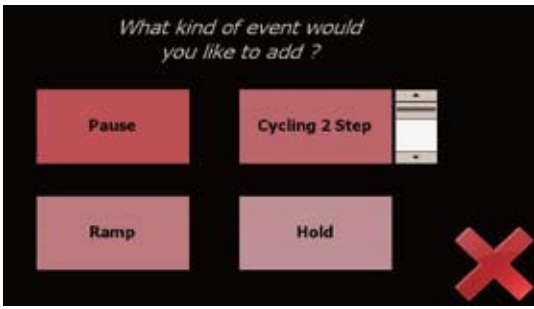 What kind of event would
you like to add ?
Pause
Cycling 2 Step
Ramp
Hold